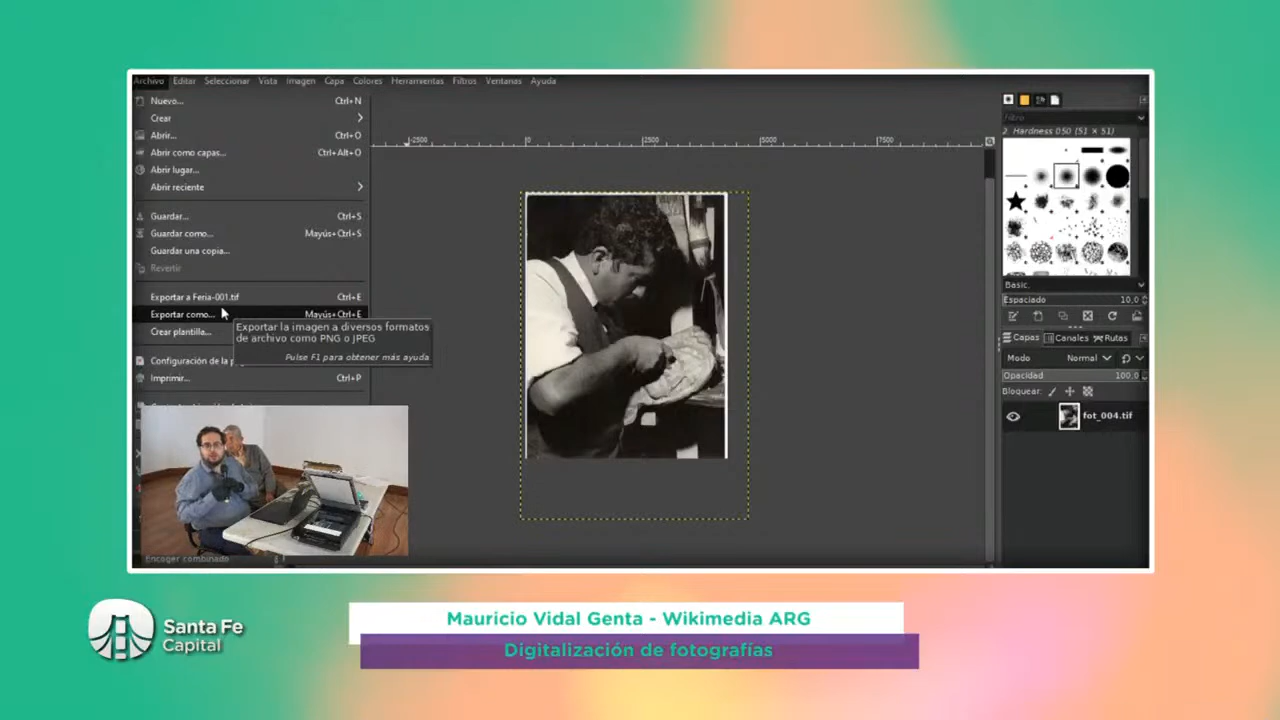 Archivo Editar Seleccionar Vista Imagen Capa Colores Herramientas Filtros Ventanas Ayuda
Nuevo... Ctrl+N
Crear
Abrir... Ctrl+O
Abrir como capas... Ctrl+Alt+O
Abrir lugar...
Abrir reciente
Guardar... Ctrl+S
Guardar como... Mayús+Ctrl+S
Guardar una copia...
Revertir
Exportar a Feria-001.tif Ctrl+E
Exportar como... Mayús+Ctrl+E
Crear plantilla...
Exportar la imagen a diversos formatos
de archivo como PNG o JPEG
Pulse F1 para obtener más ayuda
Configuración de la p
Imprimir... Ctrl+P
Encoger combinado
-2500 0 2500 5000 7500
Filtro
2. Hardness 050 (51 × 51)
Basic,
Espaciado 10,0
Capas Canales Rutas
Modo Normal
Opacidad 100,0
Bloquear:
fot_004.tif
Santa Fe
Capital
Mauricio Vidal Genta - Wikimedia ARG
Digitalización de fotografías